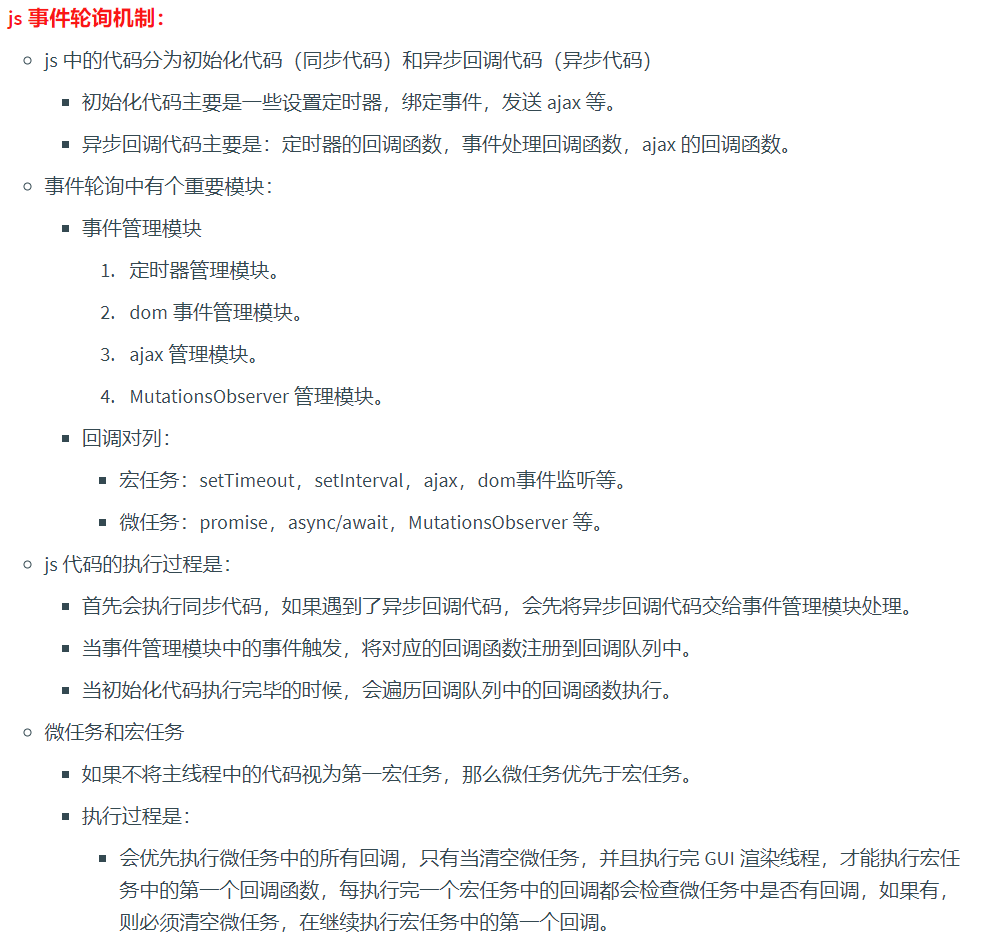 js 事件轮询机制：
js 中的代码分为初始化代码（同步代码）和异步回调代码（异步代码）
初始化代码主要是一些设置定时器，绑定事件，发送 ajax 等。
异步回调代码主要是：定时器的回调函数，事件处理回调函数，ajax 的回调函数。
事件轮询中有个重要模块：
事件管理模块
1. 定时器管理模块。
2. dom 事件管理模块。
3. ajax 管理模块。
4. MutationsObserver 管理模块。
回调对列：
宏任务：setTimeout，setInterval，ajax，dom事件监听等。
微任务：promise，async/await，MutationsObserver 等。
js 代码的执行过程是：
首先会执行同步代码，如果遇到了异步回调代码，会先将异步回调代码交给事件管理模块处理。
当事件管理模块中的事件触发，将对应的回调函数注册到回调队列中。
当初始化代码执行完毕的时候，会遍历回调队列中的回调函数执行。
微任务和宏任务
如果不将主线程中的代码视为第一宏任务，那么微任务优先于宏任务。
执行过程是：
会优先执行微任务中的所有回调，只有当清空微任务，并且执行完 GUI 渲染线程，才能执行宏任
务中的第一个回调函数，每执行完一个宏任务中的回调都会检查微任务中是否有回调，如果有，
则必须清空微任务，在继续执行宏任务中的第一个回调。